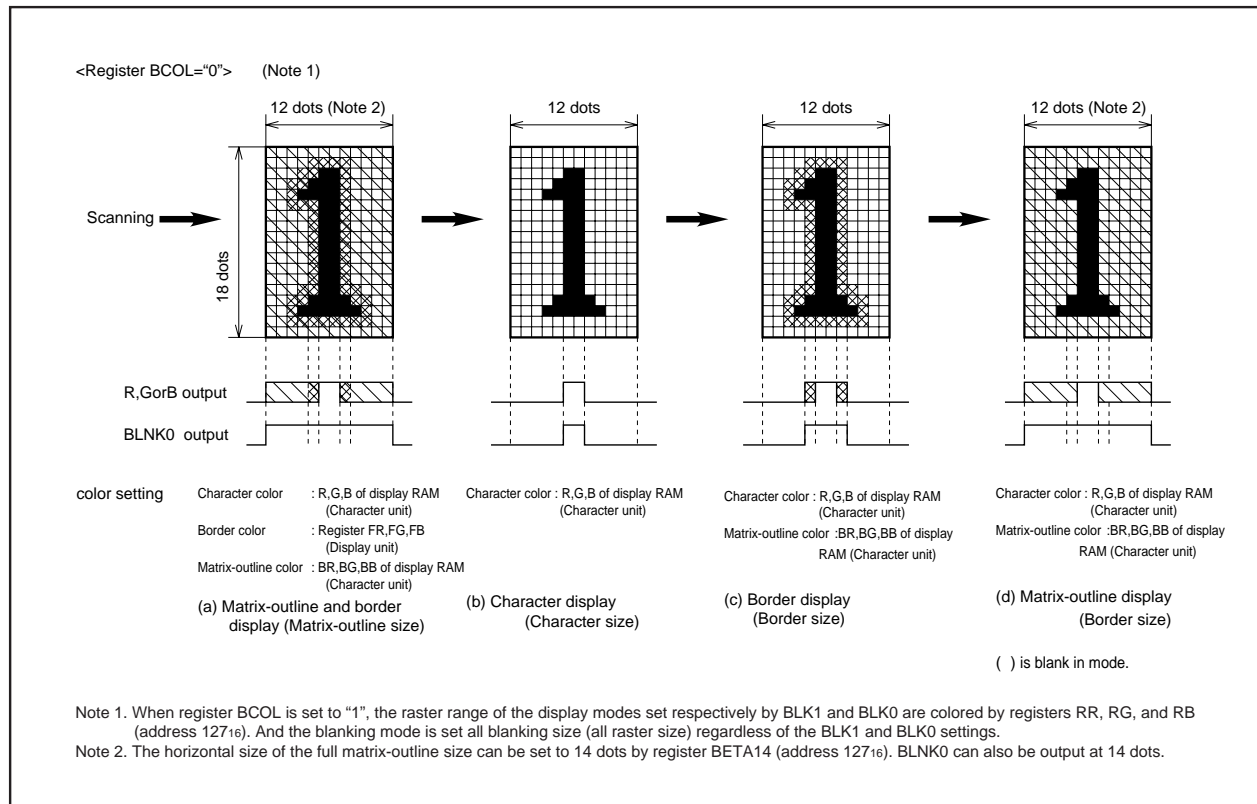 <Register BCOL=“0”> (Note 1)
12 dots (Note 2)
12 dots
12 dots
12 dots (Note 2)
Scanning
18 dots
R,GorB output
BLNK0 output
color setting
Character color : R,G,B of display RAM
(Character unit)
Border color : Register FR,FG,FB
(Display unit)
Matrix-outline color : BR,BG,BB of display RAM
(Character unit)
(a) Matrix-outline and border
display (Matrix-outline size)
Character color : R,G,B of display RAM
(Character unit)
(b) Character display
(Character size)
Character color : R,G,B of display RAM
(Character unit)
Matrix-outline color :BR,BG,BB of display
RAM (Character unit)
(c) Border display
(Border size)
Character color : R,G,B of display RAM
(Character unit)
Matrix-outline color :BR,BG,BB of display
RAM (Character unit)
(d) Matrix-outline display
(Border size)
( ) is blank in mode.
Note 1. When register BCOL is set to “1”, the raster range of the display modes set respectively by BLK1 and BLK0 are colored by registers RR, RG, and RB
(address 12716). And the blanking mode is set all blanking size (all raster size) regardless of the BLK1 and BLK0 settings.
Note 2. The horizontal size of the full matrix-outline size can be set to 14 dots by register BETA14 (address 12716). BLNK0 can also be output at 14 dots.